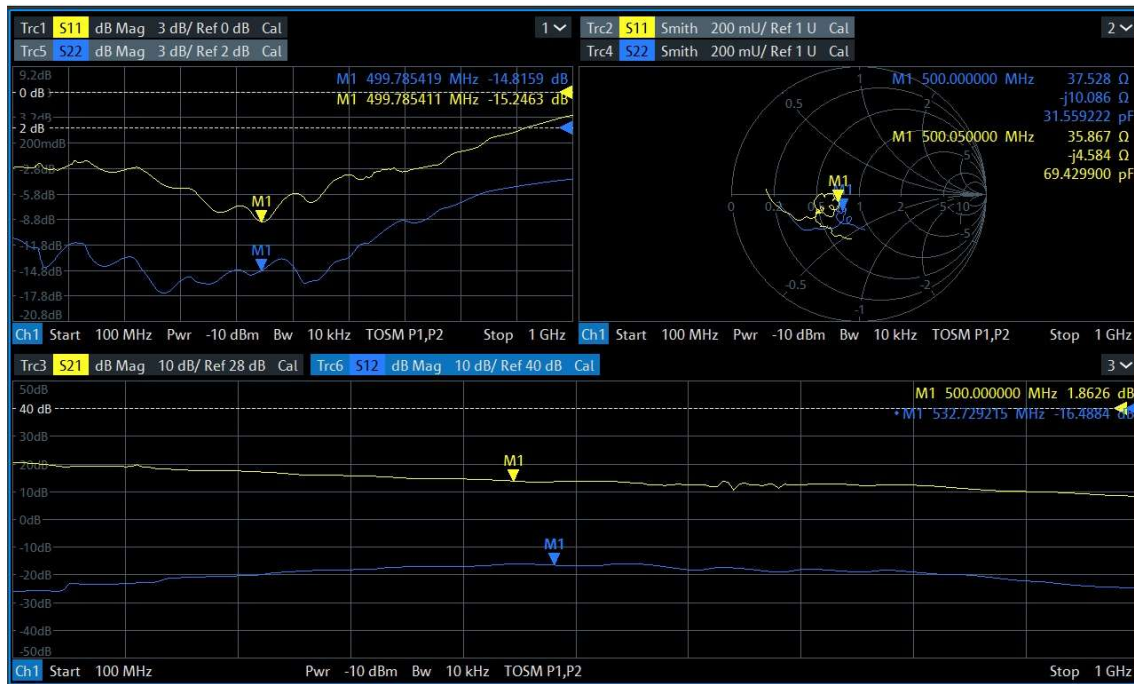 Trc1 S11 dB Mag 3 dB/ Ref 0 dB Cal 1
Trc5 S22 dB Mag 3 dB/ Ref 2 dB Cal
9.2dB
0 dB
3.7dB
2 dB
200mdB
-2.8dB
-5.8dB
-8.8dB
-11.8dB
-14.8dB
-17.8dB
-20.8dB
M1 499.785419 MHz -14.8159 dB
M1 499.785411 MHz -15.2463 dB
M1
M1
Ch1 Start 100 MHz Pwr -10 dBm Bw 10 kHz TOSM P1,P2 Stop 1 GHz
Trc2 S11 Smith 200 mU/ Ref 1 U Cal 2
Trc4 S22 Smith 200 mU/ Ref 1 U Cal
M1 500.000000 MHz 37.528 Ω
-j10.086 Ω
31.559222 pF
M1 500.050000 MHz 35.867 Ω
-j4.584 Ω
69.429900 pF
1
0.5
2
5
M1
M1
0 0.2 0.5 1 2 5 10
-5
-0.5
-2
-1
Ch1 Start 100 MHz Pwr -10 dBm Bw 10 kHz TOSM P1,P2 Stop 1 GHz
Trc3 S21 dB Mag 10 dB/ Ref 28 dB Cal Trc6 S12 dB Mag 10 dB/ Ref 40 dB Cal 3
50dB
40 dB
30dB
20dB
10dB
0dB
-10dB
-20dB
-30dB
-40dB
-50dB
M1 500.000000 MHz 1.8626 dB
•M1 532.729215 MHz -16.4884 dB
M1
M1
Ch1 Start 100 MHz Pwr -10 dBm Bw 10 kHz TOSM P1,P2 Stop 1 GHz